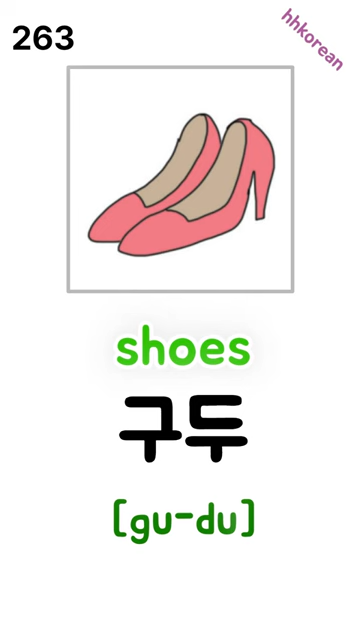 263
hhkorean
shoes
구두
[gu-du]